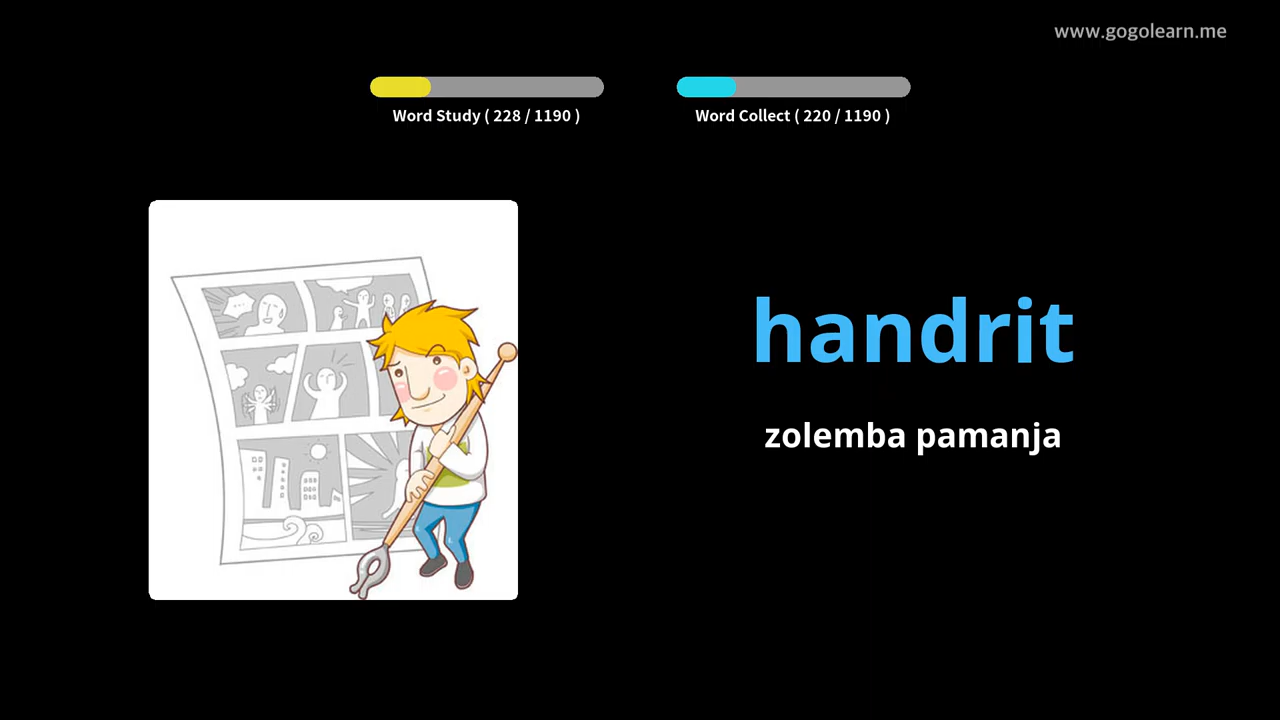 www.gogolearn.me
Word Study ( 228 / 1190 )
Word Collect ( 220 / 1190 )
handrit
zolemba pamanja